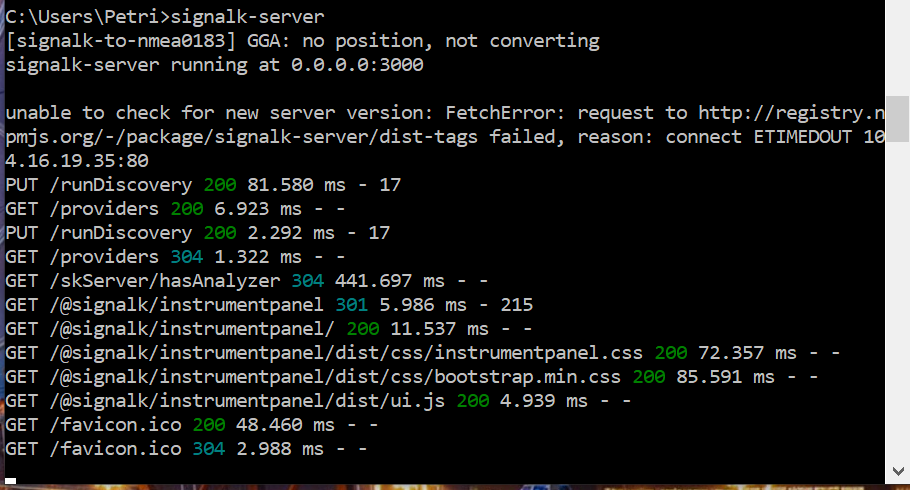 C:\Users\Petri>signalk-server
[signalk-to-nmea0183] GGA: no position, not converting
signalk-server running at 0.0.0.0:3000
unable to check for new server version: FetchError: request to http://registry.n
pmjs.org/-/package/signalk-server/dist-tags failed, reason: connect ETIMEDOUT 10
4.16.19.35:80
PUT /runDiscovery 200 81.580 ms - 17
GET /providers 200 6.923 ms - -
PUT /runDiscovery 200 2.292 ms - 17
GET /providers 304 1.322 ms - -
GET /skServer/hasAnalyzer 304 441.697 ms - -
GET /@signalk/instrumentpanel 301 5.986 ms - 215
GET /@signalk/instrumentpanel/ 200 11.537 ms - -
GET /@signalk/instrumentpanel/dist/css/instrumentpanel.css 200 72.357 ms - -
GET /@signalk/instrumentpanel/dist/css/bootstrap.min.css 200 85.591 ms - -
GET /@signalk/instrumentpanel/dist/ui.js 200 4.939 ms - -
GET /favicon.ico 200 48.460 ms - -
GET /favicon.ico 304 2.988 ms - -